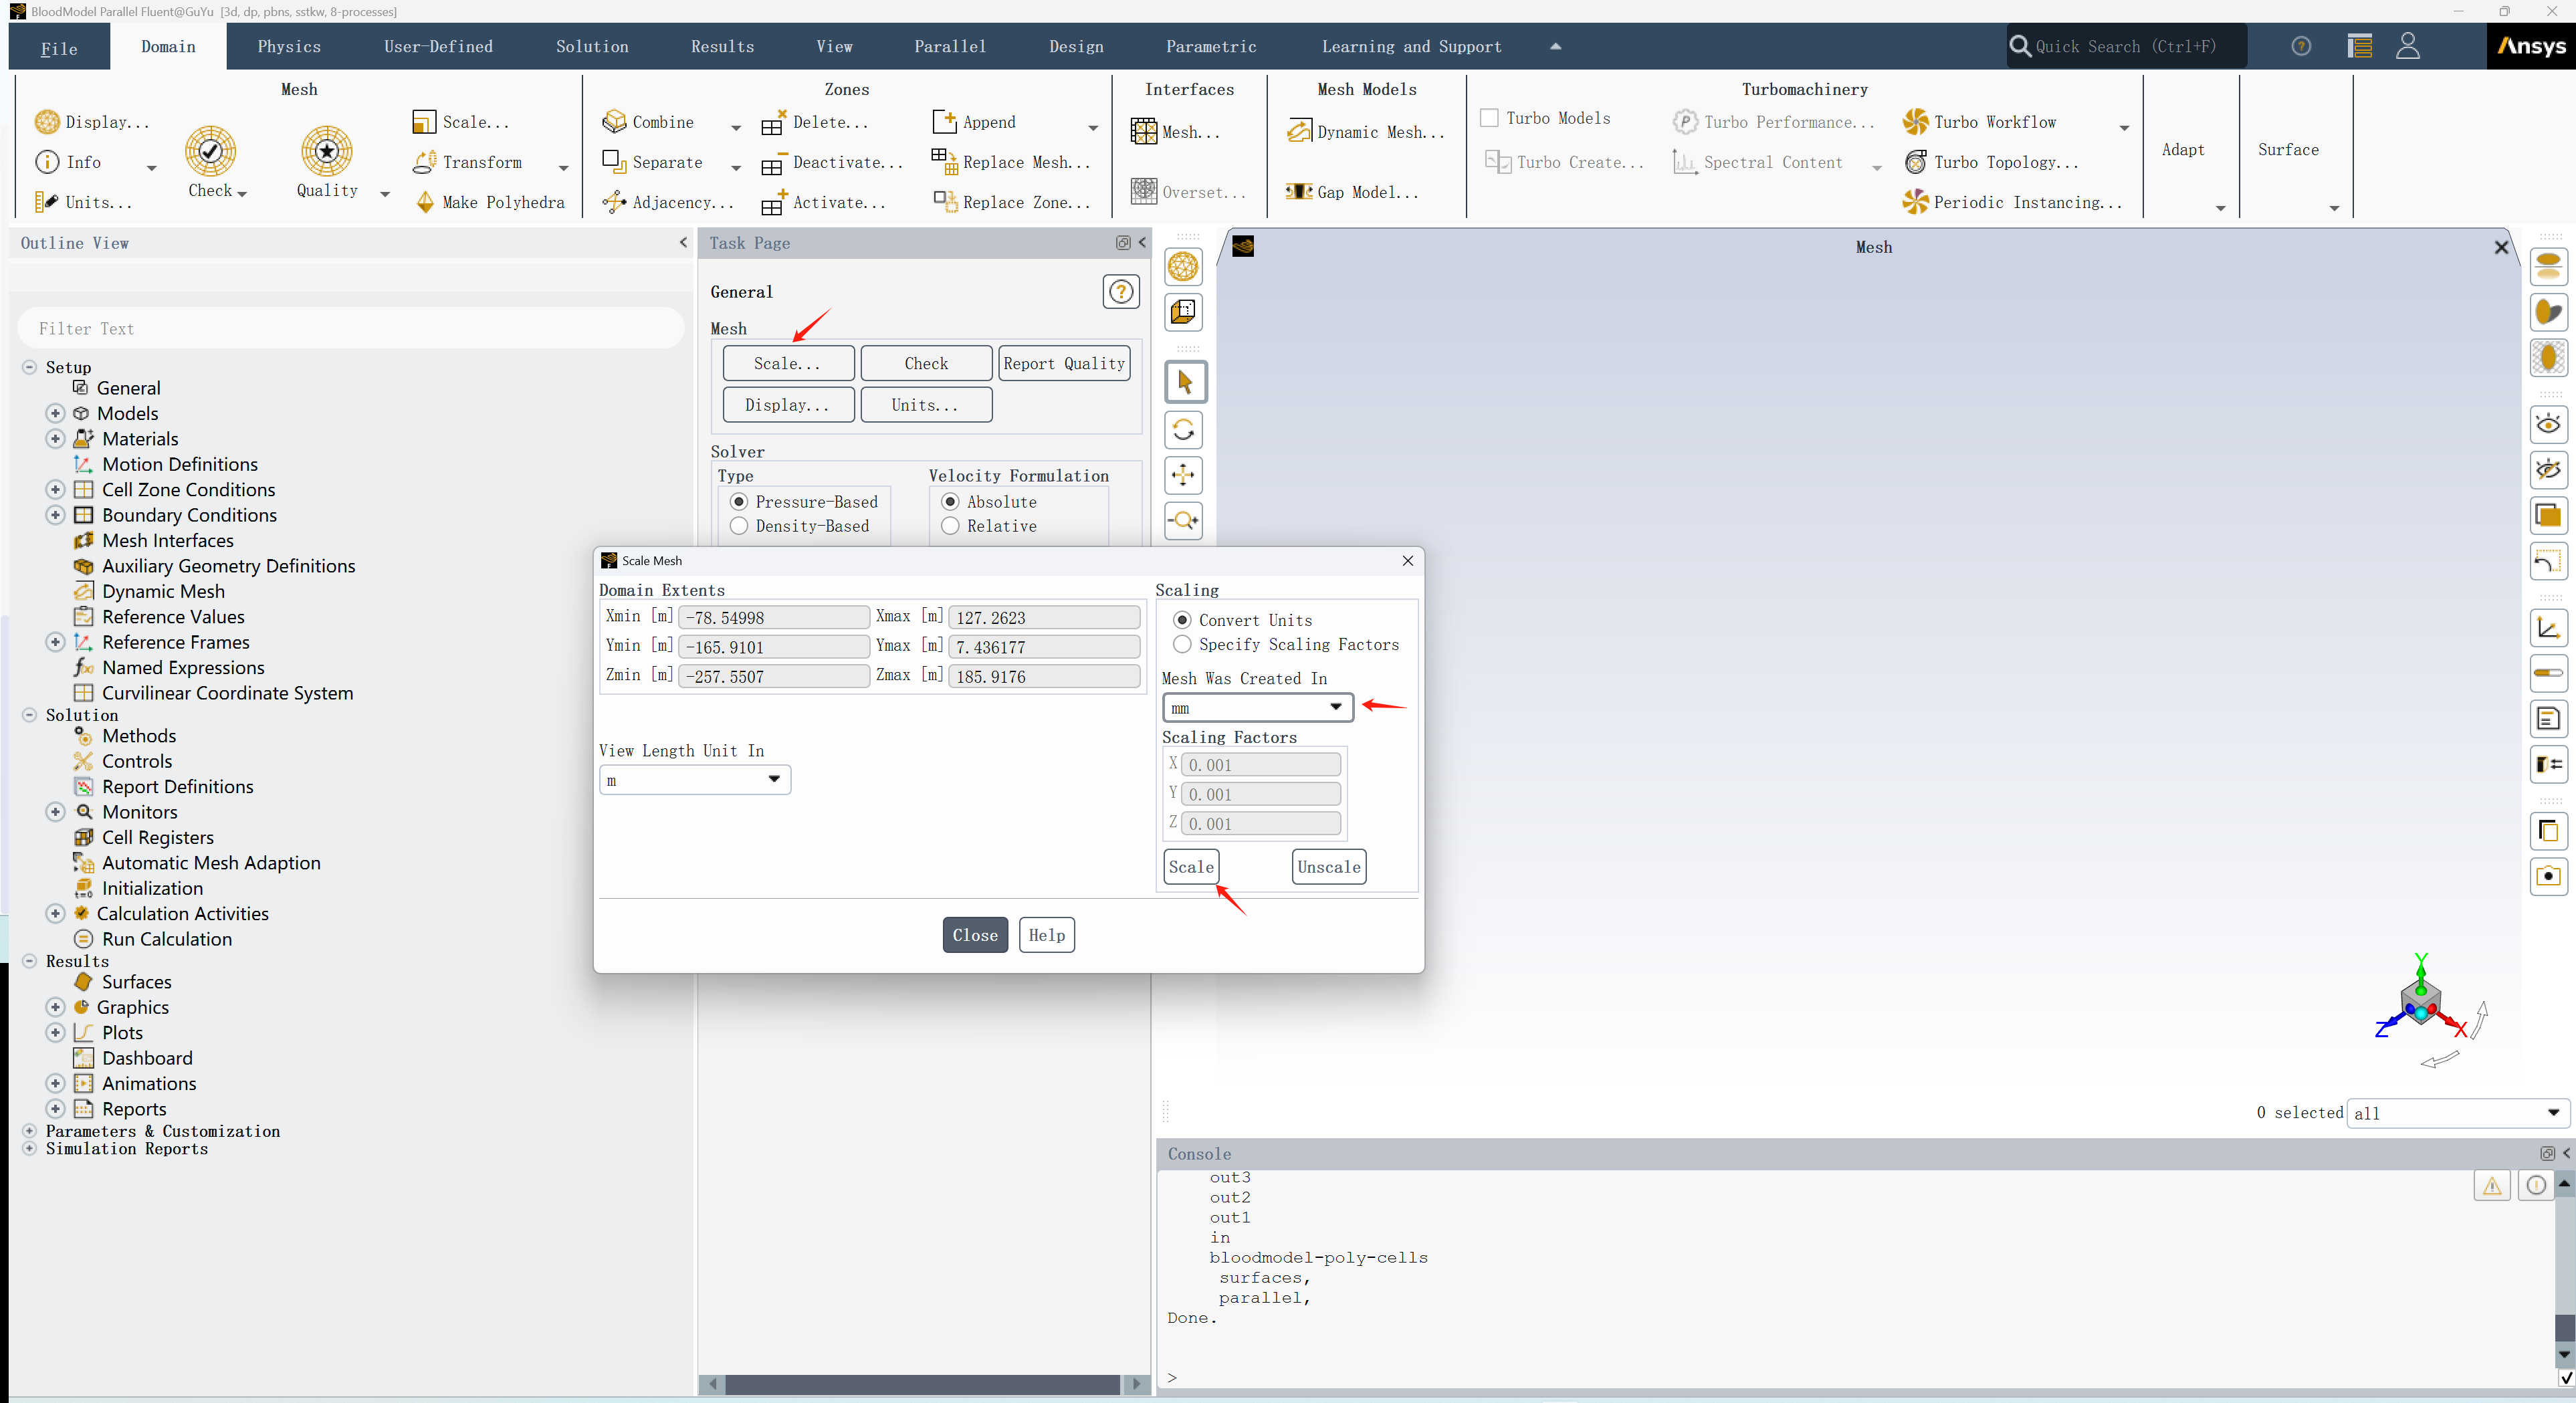 BloodModel Parallel Fluent@GuYu [3d, dp, pbns, sstkw, 8-processes]
File Domain Physics User-Defined Solution Results View Parallel Design Parametric Learning and Support Quick Search (Ctrl+F) Ansys
Mesh
Display...
Info
Units...
Check
Quality
Scale...
Transform
Make Polyhedra
Zones
Combine
Separate
Adjacency...
Delete...
Deactivate...
Activate...
Append
Replace Mesh...
Replace Zone...
Interfaces
Mesh...
Overset...
Mesh Models
Dynamic Mesh...
Gap Model...
Turbomachinery
Turbo Models
Turbo Create...
Turbo Performance...
Spectral Content
Turbo Workflow
Turbo Topology...
Periodic Instancing...
Adapt
Surface
Outline View
Filter Text
Setup
General
Models
Materials
Motion Definitions
Cell Zone Conditions
Boundary Conditions
Mesh Interfaces
Auxiliary Geometry Definitions
Dynamic Mesh
Reference Values
Reference Frames
Named Expressions
Curvilinear Coordinate System
Solution
Methods
Controls
Report Definitions
Monitors
Cell Registers
Automatic Mesh Adaption
Initialization
Calculation Activities
Run Calculation
Results
Surfaces
Graphics
Plots
Dashboard
Animations
Reports
Parameters & Customization
Simulation Reports
Task Page
General
Mesh
Scale... Check Report Quality
Display... Units...
Solver
Type Velocity Formulation
Pressure-Based Absolute
Density-Based Relative
Scale Mesh
Domain Extents
Xmin [m] -78.54998 Xmax [m] 127.2623
Ymin [m] -165.9101 Ymax [m] 7.436177
Zmin [m] -257.5507 Zmax [m] 185.9176
View Length Unit In
m
Scaling
Convert Units
Specify Scaling Factors
Mesh Was Created In
mm
Scaling Factors
X 0.001
Y 0.001
Z 0.001
Scale Unscale
Close Help
Mesh
Y
Z X
0 selected all
Console
out3
out2
out1
in
bloodmodel-poly-cells
surfaces,
parallel,
Done.
>